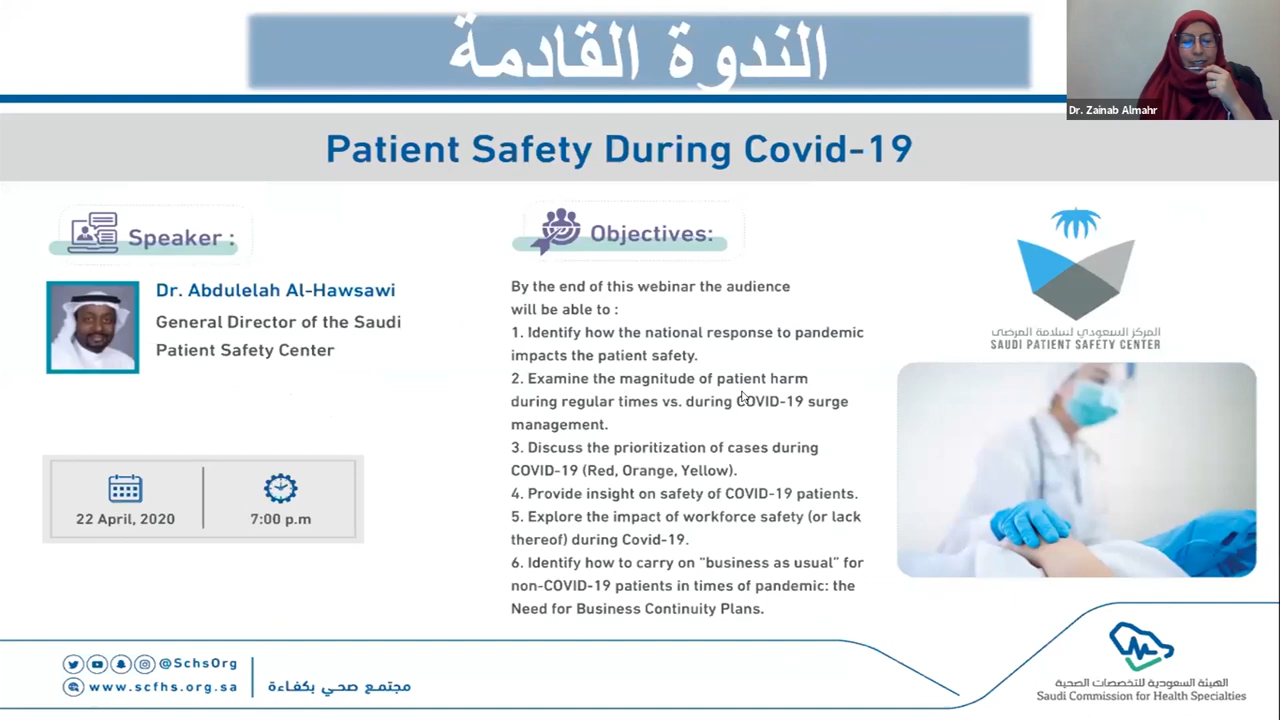 الندوة القادمة
Dr. Zainab Almahr
Patient Safety During Covid-19
Speaker :
Dr. Abdulelah Al-Hawsawi
General Director of the Saudi
Patient Safety Center
22 April, 2020
7:00 p.m
Objectives:
By the end of this webinar the audience
will be able to :
1. Identify how the national response to pandemic
impacts the patient safety.
2. Examine the magnitude of patient harm
during regular times vs. during COVID-19 surge
management.
3. Discuss the prioritization of cases during
COVID-19 (Red, Orange, Yellow).
4. Provide insight on safety of COVID-19 patients.
5. Explore the impact of workforce safety (or lack
thereof) during Covid-19.
6. Identify how to carry on "business as usual" for
non-COVID-19 patients in times of pandemic: the
Need for Business Continuity Plans.
المركز السعودي لسلامة المرضى
SAUDI PATIENT SAFETY CENTER
@SchsOrg
www.scfhs.org.sa
مجتمع صحي بكفاءة
الهيئة السعودية للتخصصات الصحية
Saudi Commission for Health Specialties